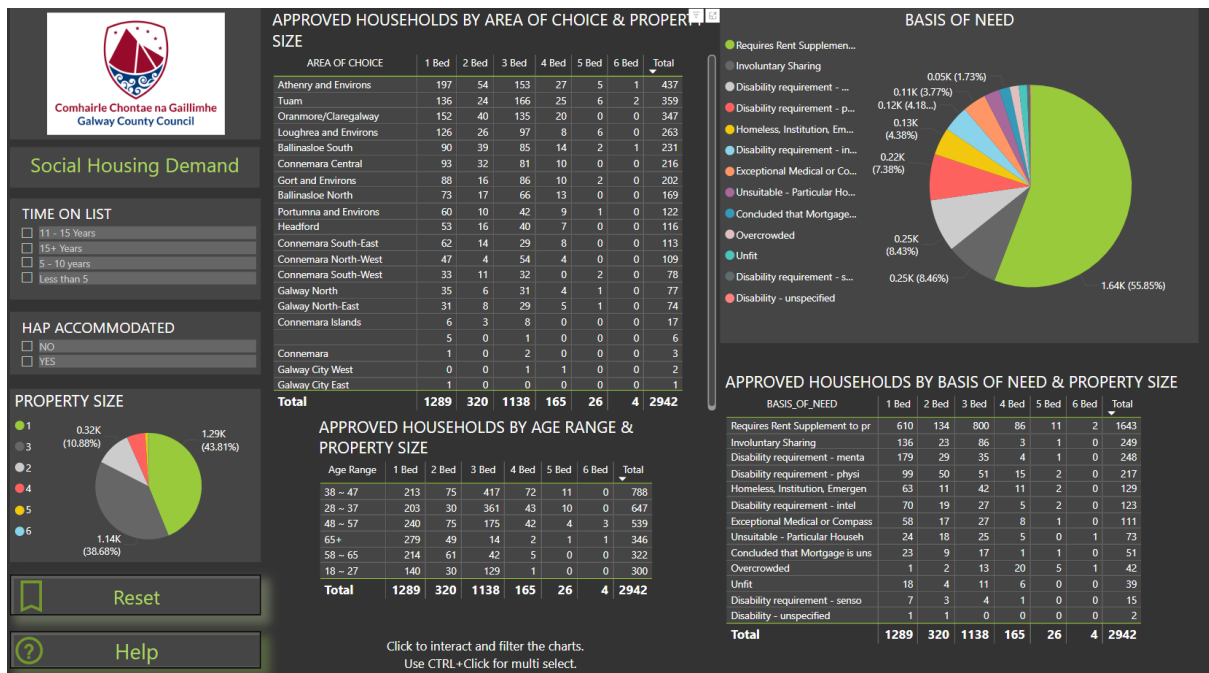 Comhairle Chontae na Gaillimhe
Galway County Council
Social Housing Demand
TIME ON LIST
11 - 15 Years
15+ Years
5 - 10 years
Less than 5
HAP ACCOMMODATED
NO
YES
PROPERTY SIZE
1
3
2
4
5
6
0.32K
(10.88%)
1.29K
(43.81%)
1.14K
(38.68%)
Reset
Help
APPROVED HOUSEHOLDS BY AREA OF CHOICE & PROPERTY
SIZE
AREA OF CHOICE 1 Bed 2 Bed 3 Bed 4 Bed 5 Bed 6 Bed Total
Athenry and Environs 197 54 153 27 5 1 437
Tuam 136 24 166 25 6 2 359
Oranmore/Claregalway 152 40 135 20 0 0 347
Loughrea and Environs 126 26 97 8 6 0 263
Ballinasloe South 90 39 85 14 2 1 231
Connemara Central 93 32 81 10 0 0 216
Gort and Environs 88 16 86 10 2 0 202
Ballinasloe North 73 17 66 13 0 0 169
Portumna and Environs 60 10 42 9 1 0 122
Headford 53 16 40 7 0 0 116
Connemara South-East 62 14 29 8 0 0 113
Connemara North-West 47 4 54 4 0 0 109
Connemara South-West 33 11 32 0 2 0 78
Galway North 35 6 31 4 1 0 77
Galway North-East 31 8 29 5 1 0 74
Connemara Islands 6 3 8 0 0 0 17
5 0 1 0 0 0 6
Connemara 1 0 2 0 0 0 3
Galway City West 0 0 1 1 0 0 2
Galway City East 1 0 0 0 0 0 1
Total 1289 320 1138 165 26 4 2942
APPROVED HOUSEHOLDS BY AGE RANGE &
PROPERTY SIZE
Age Range 1 Bed 2 Bed 3 Bed 4 Bed 5 Bed 6 Bed Total
38 ~ 47 213 75 417 72 11 0 788
28 ~ 37 203 30 361 43 10 0 647
48 ~ 57 240 75 175 42 4 3 539
65+ 279 49 14 2 1 1 346
58 ~ 65 214 61 42 5 0 0 322
18 ~ 27 140 30 129 1 0 0 300
Total 1289 320 1138 165 26 4 2942
Click to interact and filter the charts.
Use CTRL+Click for multi select.
BASIS OF NEED
Requires Rent Supplemen...
Involuntary Sharing
Disability requirement - ...
Disability requirement - p...
Homeless, Institution, Em...
Disability requirement - in...
Exceptional Medical or Co...
Unsuitable - Particular Ho...
Concluded that Mortgage...
Overcrowded
Unfit
Disability requirement - s...
Disability - unspecified
0.05K (1.73%)
0.11K (3.77%)
0.12K (4.18...)
0.13K
(4.38%)
0.22K
(7.38%)
0.25K
(8.43%)
0.25K (8.46%)
1.64K (55.85%)
APPROVED HOUSEHOLDS BY BASIS OF NEED & PROPERTY SIZE
BASIS_OF_NEED 1 Bed 2 Bed 3 Bed 4 Bed 5 Bed 6 Bed Total
Requires Rent Supplement to pr 610 134 800 86 11 2 1643
Involuntary Sharing 136 23 86 3 1 0 249
Disability requirement - menta 179 29 35 4 1 0 248
Disability requirement - physi 99 50 51 15 2 0 217
Homeless, Institution, Emergen 63 11 42 11 2 0 129
Disability requirement - intel 70 19 27 5 2 0 123
Exceptional Medical or Compass 58 17 27 8 1 0 111
Unsuitable - Particular Househ 24 18 25 5 0 1 73
Concluded that Mortgage is uns 23 9 17 1 1 0 51
Overcrowded 1 2 13 20 5 1 42
Unfit 18 4 11 6 0 0 39
Disability requirement - senso 7 3 4 1 0 0 15
Disability - unspecified 1 1 0 0 0 0 2
Total 1289 320 1138 165 26 4 2942